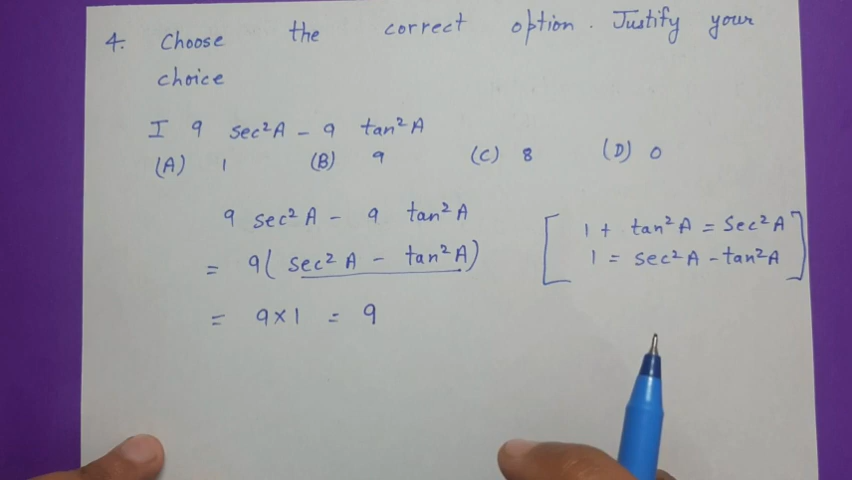 4. Choose the correct option. Justify your
choice
I 9 sec²A - 9 tan²A
(A) 1 (B) 9 (C) 8 (D) 0
9 sec²A - 9 tan²A
= 9(sec²A - tan²A)
= 9×1 = 9
[1 + tan²A = Sec²A
1 = sec²A - tan²A]